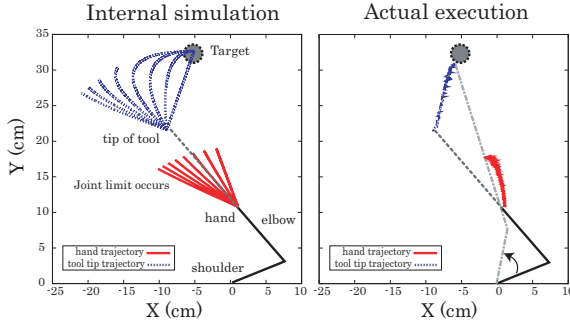 Internal simulation
Actual execution
35
30
25
20
15
10
5
0
Y (cm)
Target
tip of tool
Joint limit occurs
hand
elbow
shoulder
hand trajectory
tool tip trajectory
-25 -20 -15 -10 -5 0 5 10
X (cm)
hand trajectory
tool tip trajectory
-25 -20 -15 -10 -5 0 5 10
X (cm)